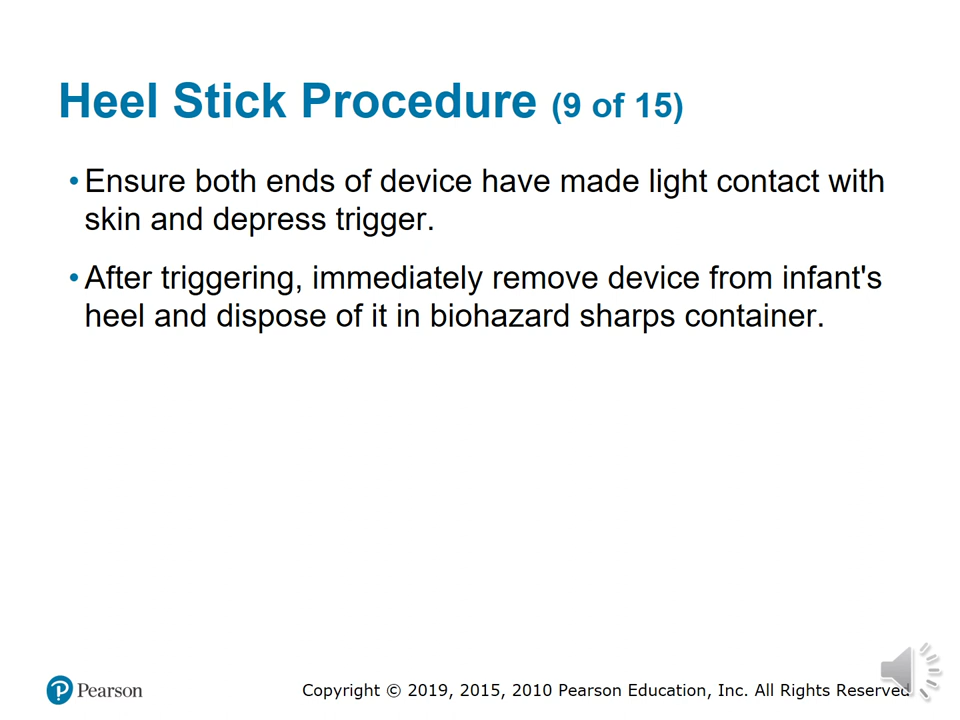 Heel Stick Procedure (9 of 15)
• Ensure both ends of device have made light contact with
skin and depress trigger.
• After triggering, immediately remove device from infant's
heel and dispose of it in biohazard sharps container.
Pearson
Copyright © 2019, 2015, 2010 Pearson Education, Inc. All Rights Reserved